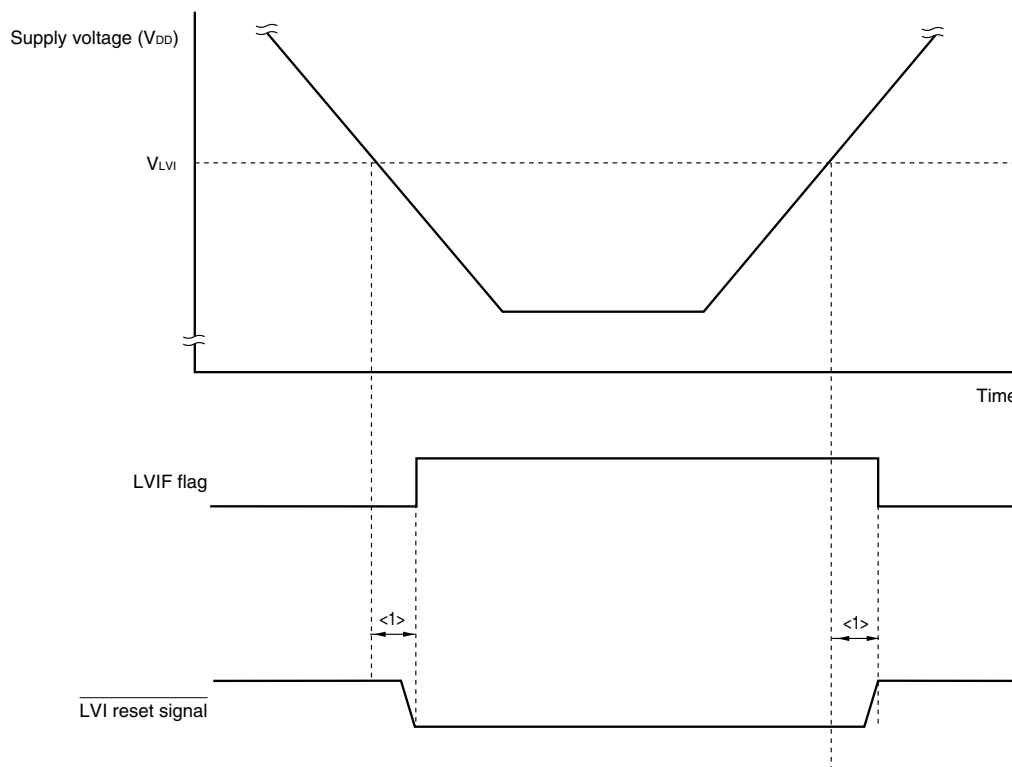 Supply voltage (VDD)
VLVI
Time
LVIF flag
<1>
<1>
LVI reset signal